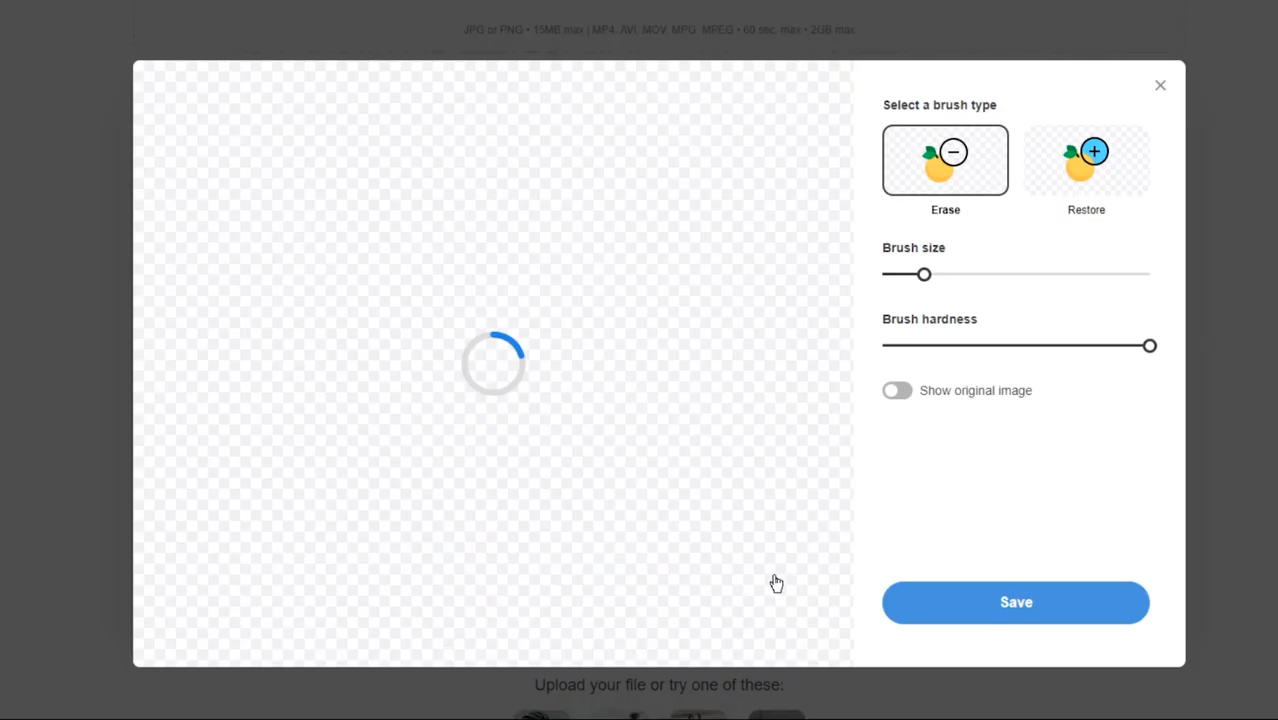 JPG or PNG • 15MB max | MP4, AVI, MOV, MPG, MPEG • 60 sec. max • 2GB max
Select a brush type
Erase
Restore
Brush size
Brush hardness
Show original image
Save
Upload your file or try one of these: